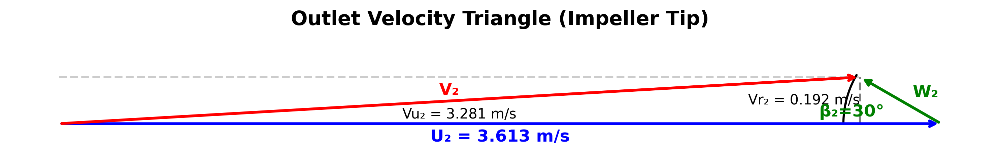 Outlet Velocity Triangle (Impeller Tip)
V₂
W₂
Vr₂ = 0.192 m/s
β₂=30°
Vu₂ = 3.281 m/s
U₂ = 3.613 m/s